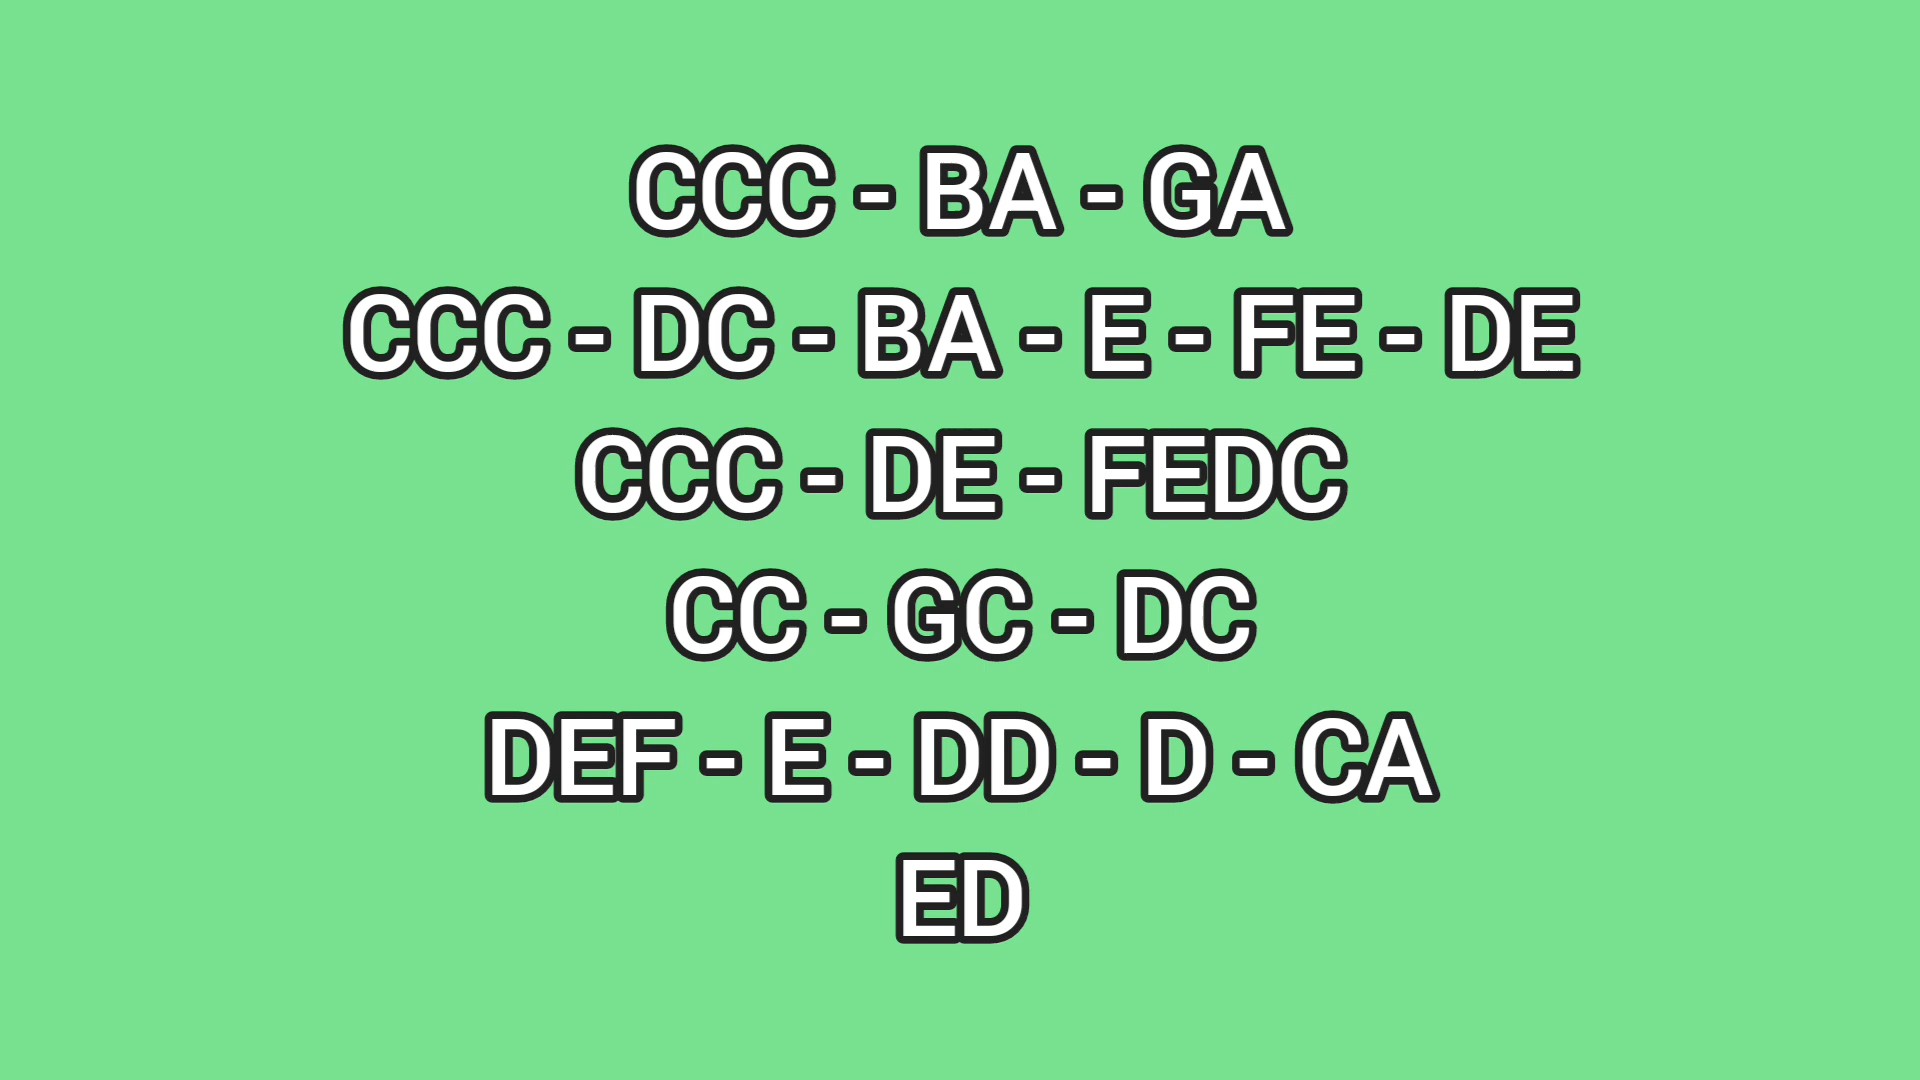 CCC - BA - GA
CCC - DC - BA - E - FE - DE
CCC - DE - FEDC
CC - GC - DC
DEF - E - DD - D - CA
ED